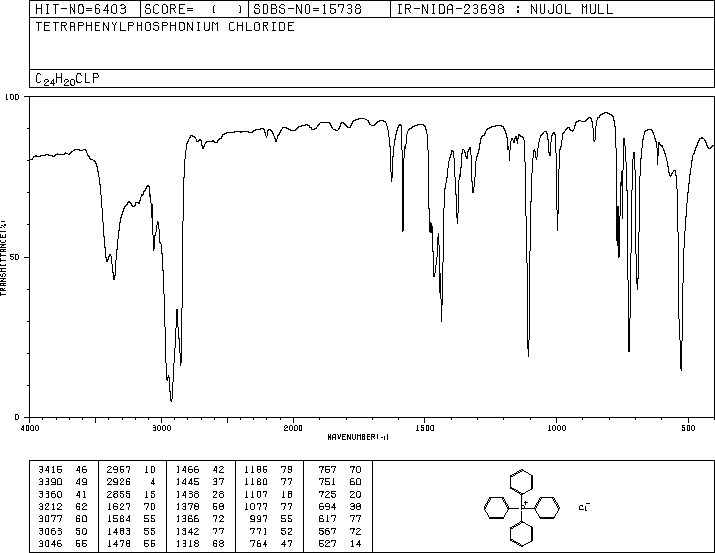 HIT-NO=6403 SCORE= ( ) SDBS-NO=15738 IR-NIDA-23698 : NUJOL MULL
TETRAPHENYLPHOSPHONIUM CHLORIDE
C24H20CLP
100
50
0
TRANSMITTANCE(%)
4000 3000 2000 1500 1000 500
WAVENUMBER(-1)
3415 46 2957 10 1466 42 1186 79 757 70
3390 49 2926 4 1445 37 1180 77 751 60
3360 41 2855 15 1438 28 1107 18 725 20
3212 62 1627 70 1378 58 1077 77 694 38
3077 60 1584 55 1366 72 997 55 617 77
3063 50 1483 55 1342 77 771 52 567 72
3046 55 1478 55 1318 68 764 47 527 14
P+ Cl-